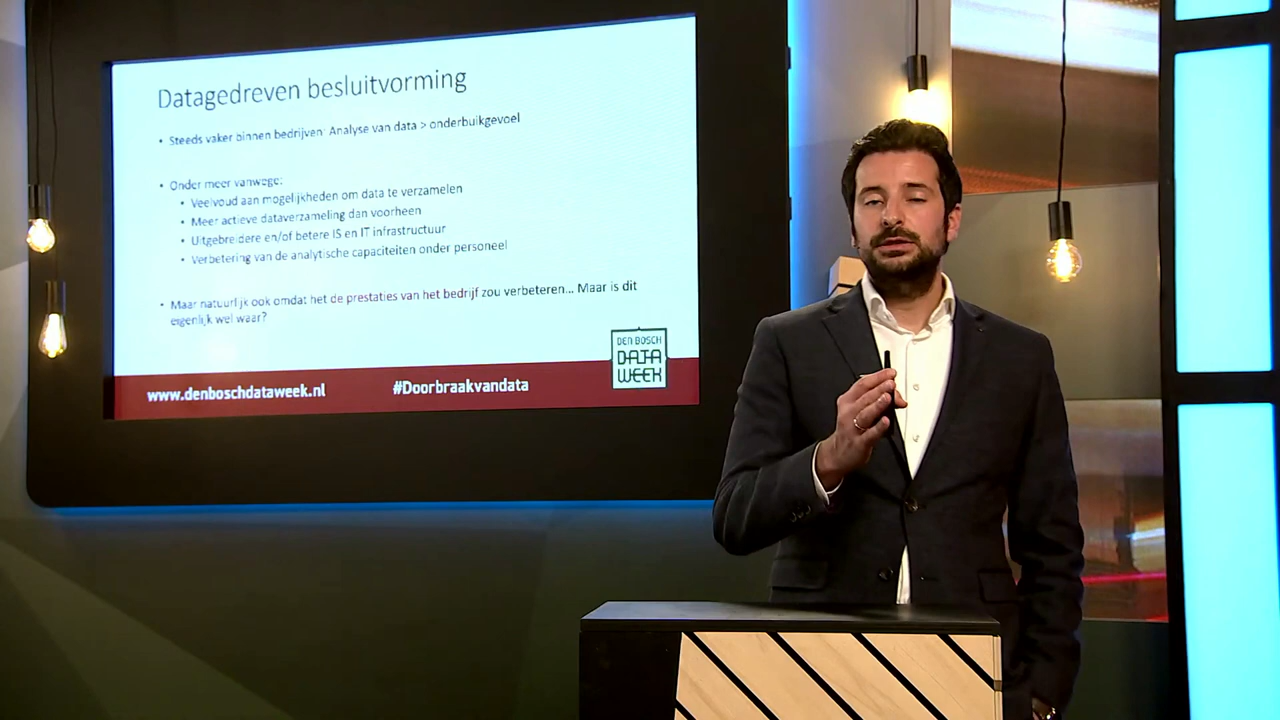 Datagedreven besluitvorming
• Steeds vaker binnen bedrijven: Analyse van data > onderbuikgevoel
• Onder meer vanwege:
• Veelvoud aan mogelijkheden om data te verzamelen
• Meer actieve dataverzameling dan voorheen
• Uitgebreidere en/of betere IS en IT infrastructuur
• Verbetering van de analytische capaciteiten onder personeel
• Maar natuurlijk ook omdat het de prestaties van het bedrijf zou verbeteren... Maar is dit
eigenlijk wel waar?
DEN BOSCH
DATA
WEEK
www.denboschdataweek.nl
#Doorbraakvandata